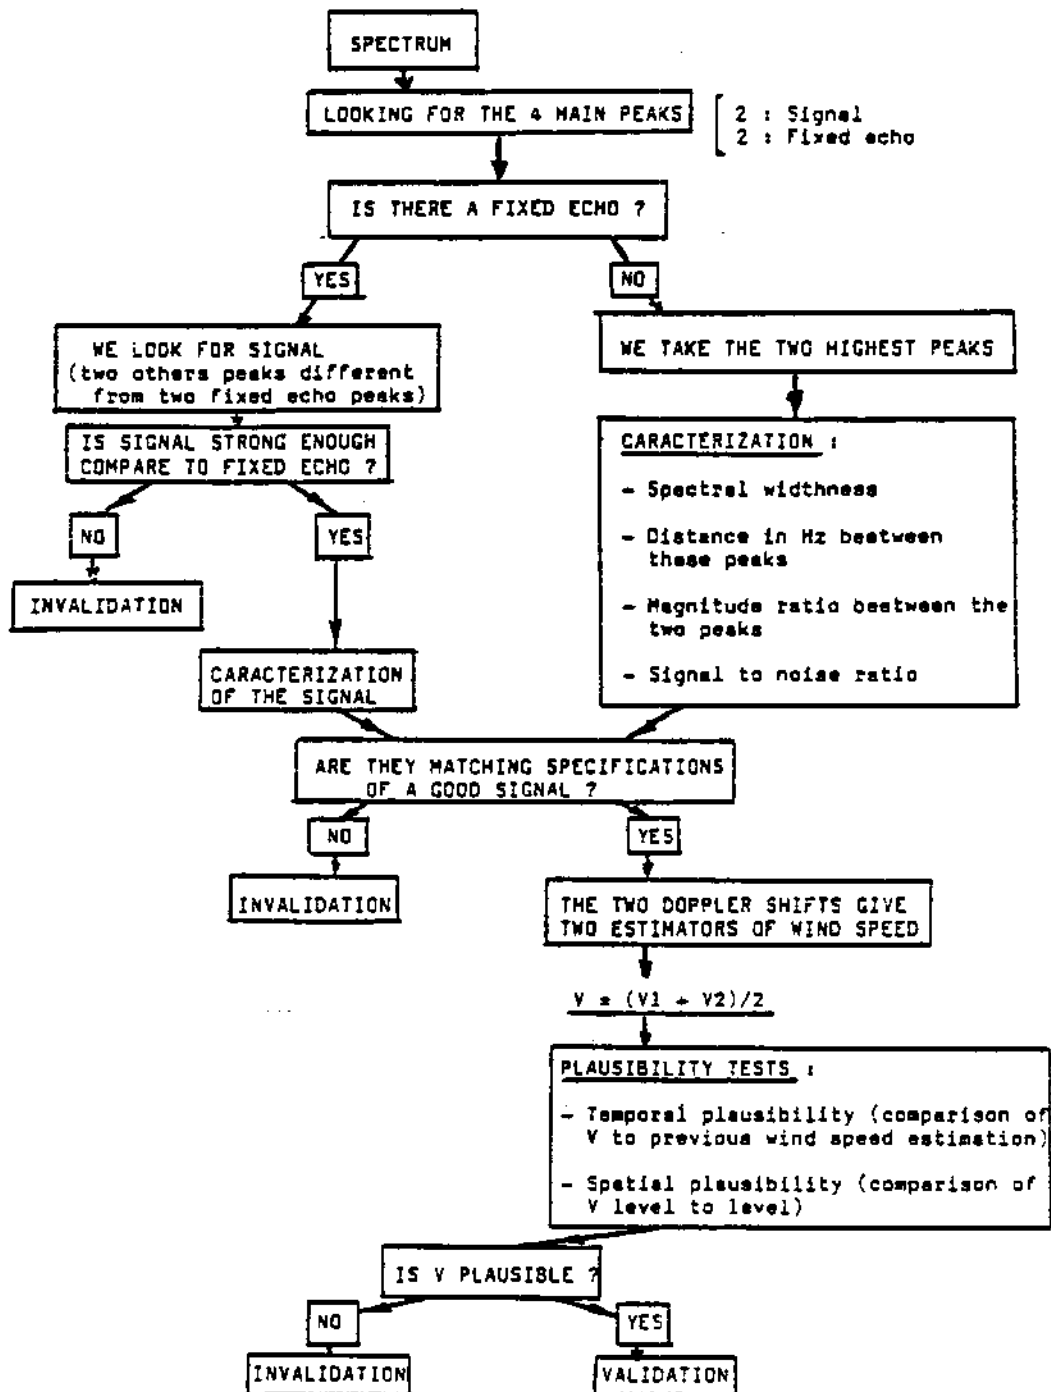 SPECTRUM
LOOKING FOR THE 4 MAIN PEAKS
2 : Signal
2 : Fixed echo
IS THERE A FIXED ECHO ?
YES
NO
WE LOOK FOR SIGNAL
(two others peaks different
from two fixed echo peaks)
WE TAKE THE TWO HIGHEST PEAKS
IS SIGNAL STRONG ENOUGH
COMPARE TO FIXED ECHO ?
NO
YES
INVALIDATION
CARACTERIZATION
OF THE SIGNAL
CARACTERIZATION :
- Spectral widthness
- Distance in Hz beetween
these peaks
- Magnitude ratio beetween the
two peaks
- Signal to noise ratio
ARE THEY MATCHING SPECIFICATIONS
OF A GOOD SIGNAL ?
NO
YES
INVALIDATION
THE TWO DOPPLER SHIFTS GIVE
TWO ESTIMATORS OF WIND SPEED
V = (V1 + V2)/2
PLAUSIBILITY TESTS :
- Temporal plausibility (comparison of
V to previous wind speed estimation)
- Spatial plausibility (comparison of
V level to level)
IS V PLAUSIBLE ?
NO
YES
INVALIDATION
VALIDATION